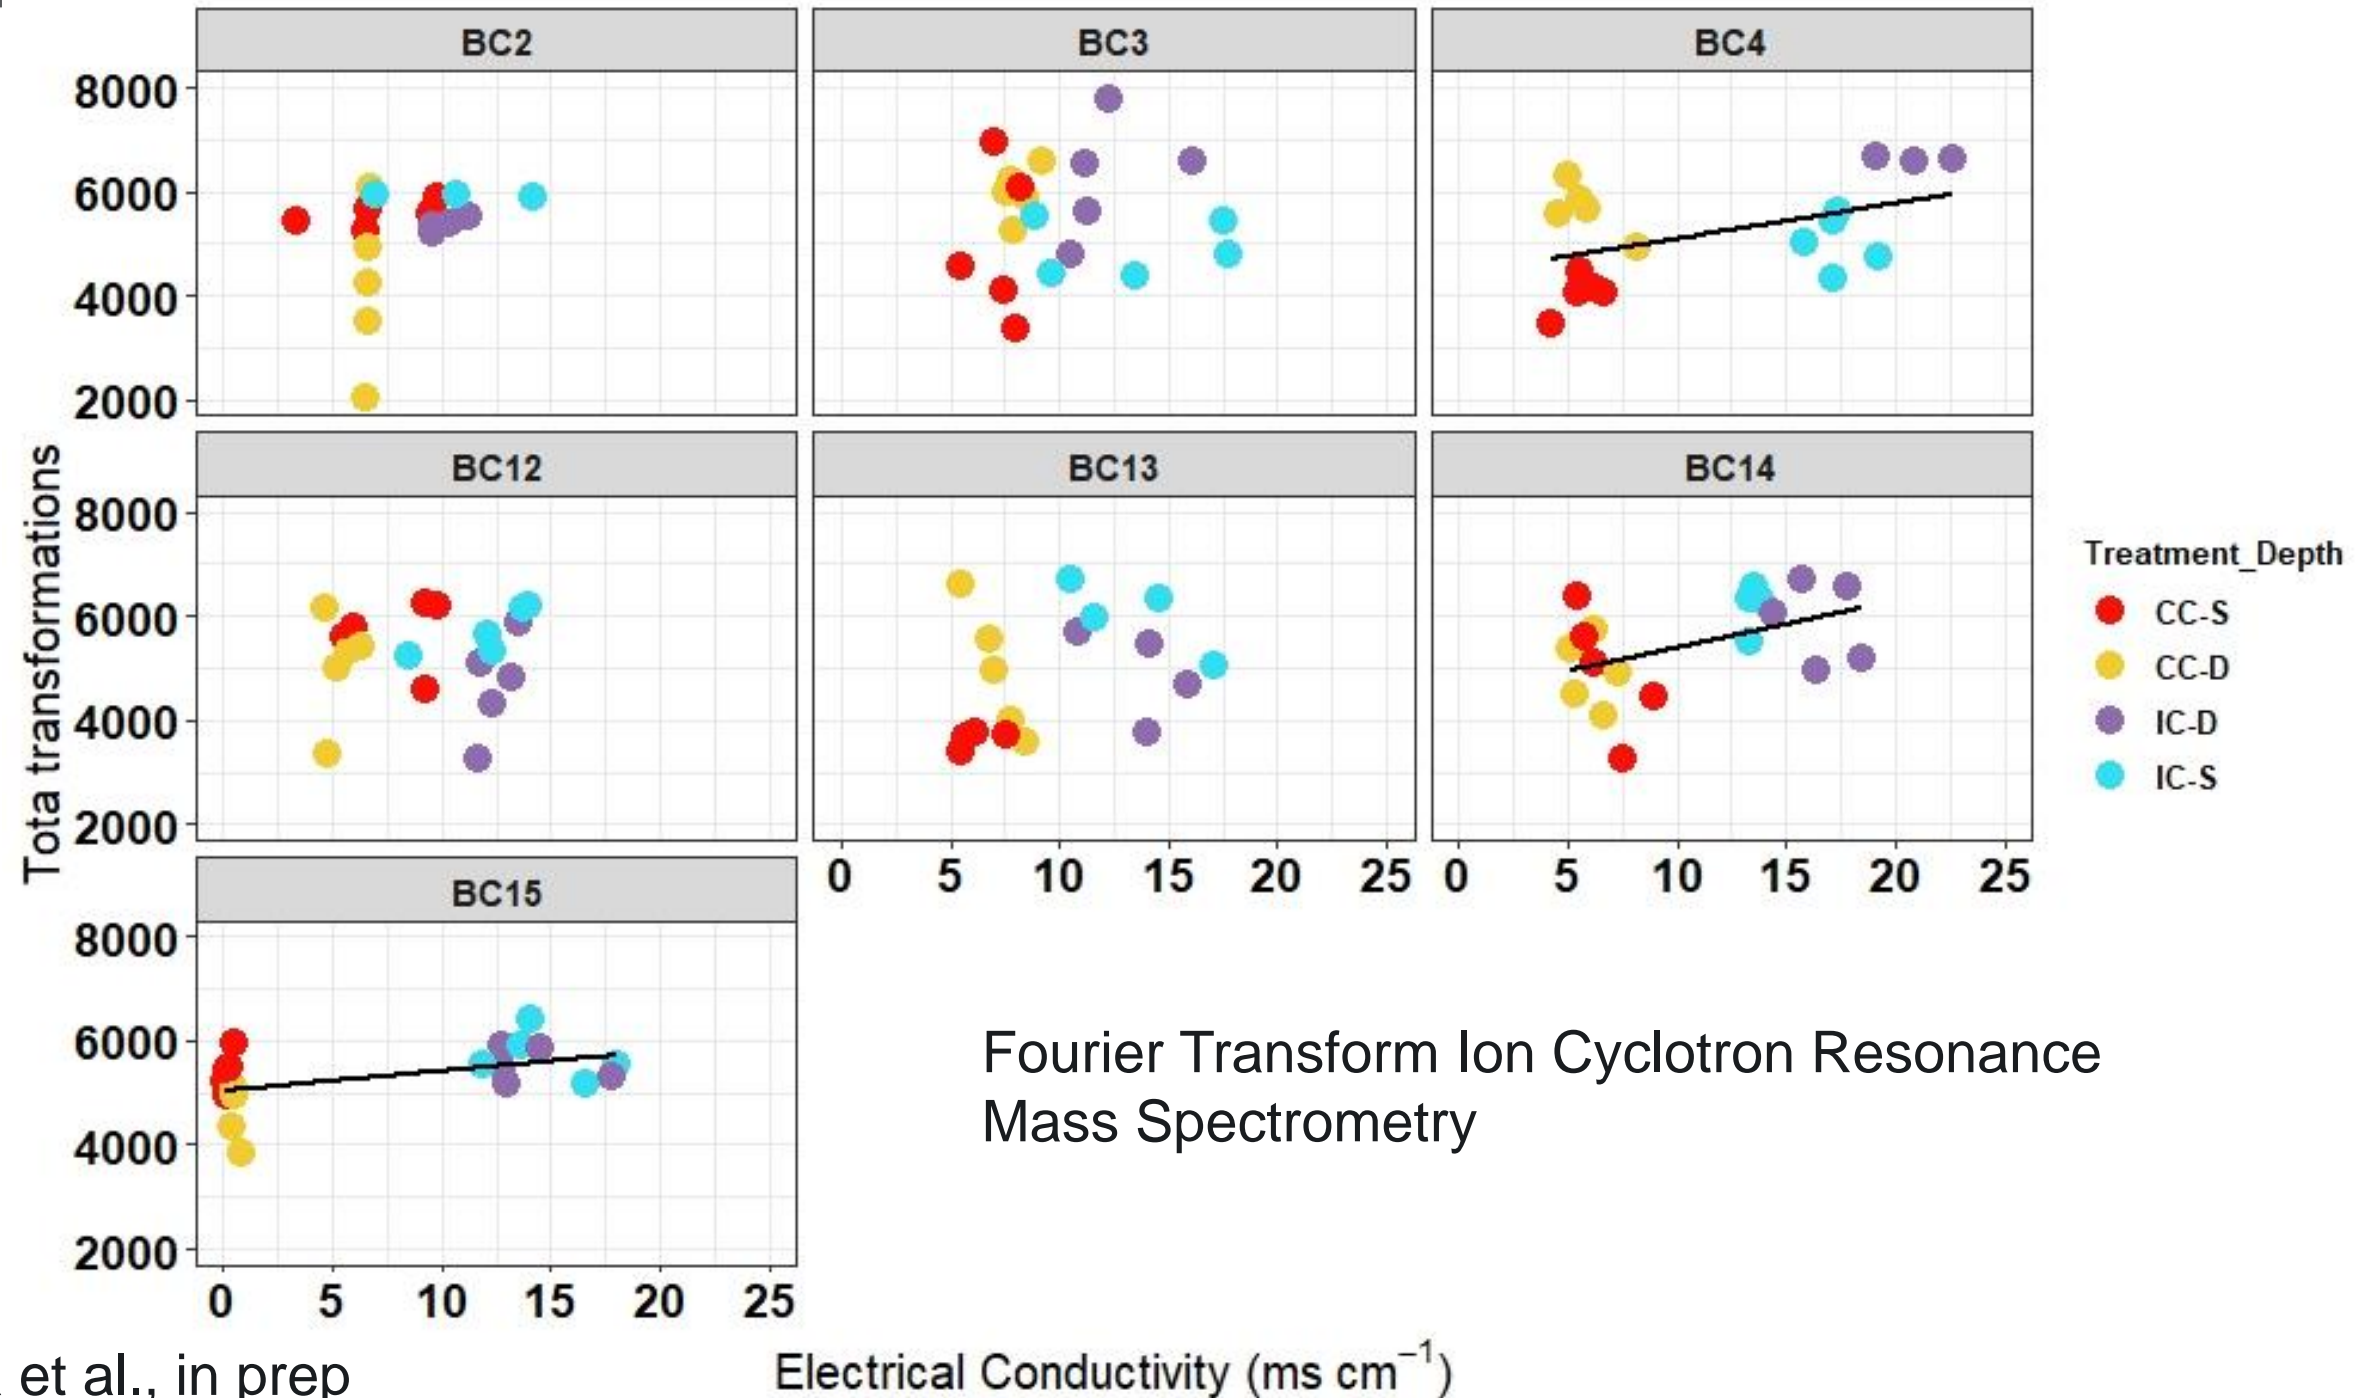 BC2
BC3
BC4
8000
6000
4000
2000
BC12
BC13
BC14
Tota transformations
8000
6000
4000
2000
0 5 10 15 20 25
0 5 10 15 20 25
Treatment_Depth
CC-S
CC-D
IC-D
IC-S
BC15
8000
6000
4000
2000
0 5 10 15 20 25
Fourier Transform Ion Cyclotron Resonance
Mass Spectrometry
Electrical Conductivity (ms cm⁻¹)
et al., in prep